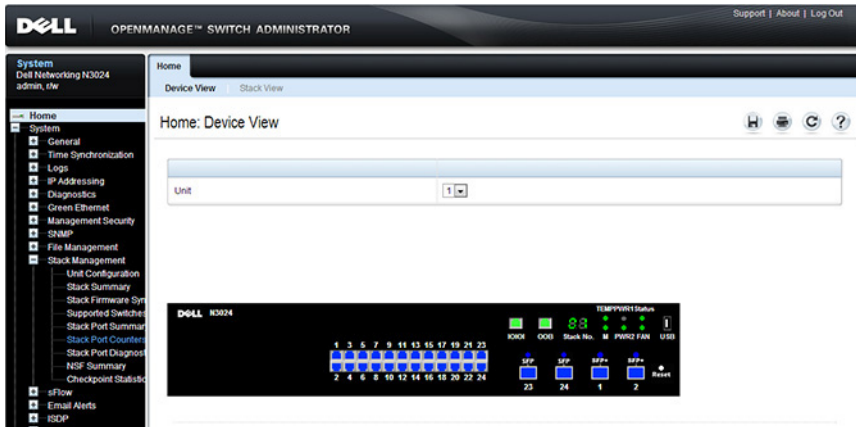 DELL OPENMANAGE™ SWITCH ADMINISTRATOR
Support | About | Log Out
System
Dell Networking N3024
admin, r/w
Home
System
General
Time Synchronization
Logs
IP Addressing
Diagnostics
Green Ethernet
Management Security
SNMP
File Management
Stack Management
Unit Configuration
Stack Summary
Stack Firmware Syn
Supported Switches
Stack Port Summar
Stack Port Counters
Stack Port Diagnost
NSF Summary
Checkpoint Statistic
sFlow
Email Alerts
ISDP
Home
Device View Stack View
Home: Device View
?
Unit 1
DELL N3024
TEMP PWR1 Status
IOIOI OOB Stack No. M PWR2 FAN USB
1 3 5 7 9 11 13 15 17 19 21 23
2 4 6 8 10 12 14 16 18 20 22 24
SFP SFP SFP+ SFP+
Reset
23 24 1 2